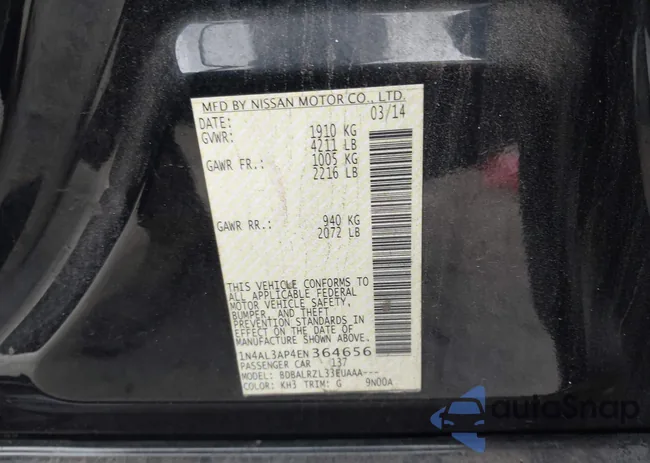 MFD BY NISSAN MOTOR CO., LTD.
DATE: 03/14
GVWR: 1910 KG
4211 LB
GAWR FR.: 1005 KG
2216 LB
GAWR RR.: 940 KG
2072 LB
THIS VEHICLE CONFORMS TO
ALL APPLICABLE FEDERAL
MOTOR VEHICLE SAFETY,
BUMPER, AND THEFT
PREVENTION STANDARDS IN
EFFECT ON THE DATE OF
MANUFACTURE SHOWN ABOVE.
1N4AL3AP4EN364656
PASSENGER CAR 137
MODEL: BDBALRZL33EUAAA---
COLOR: KH3 TRIM: G 9N00A
autoSnap